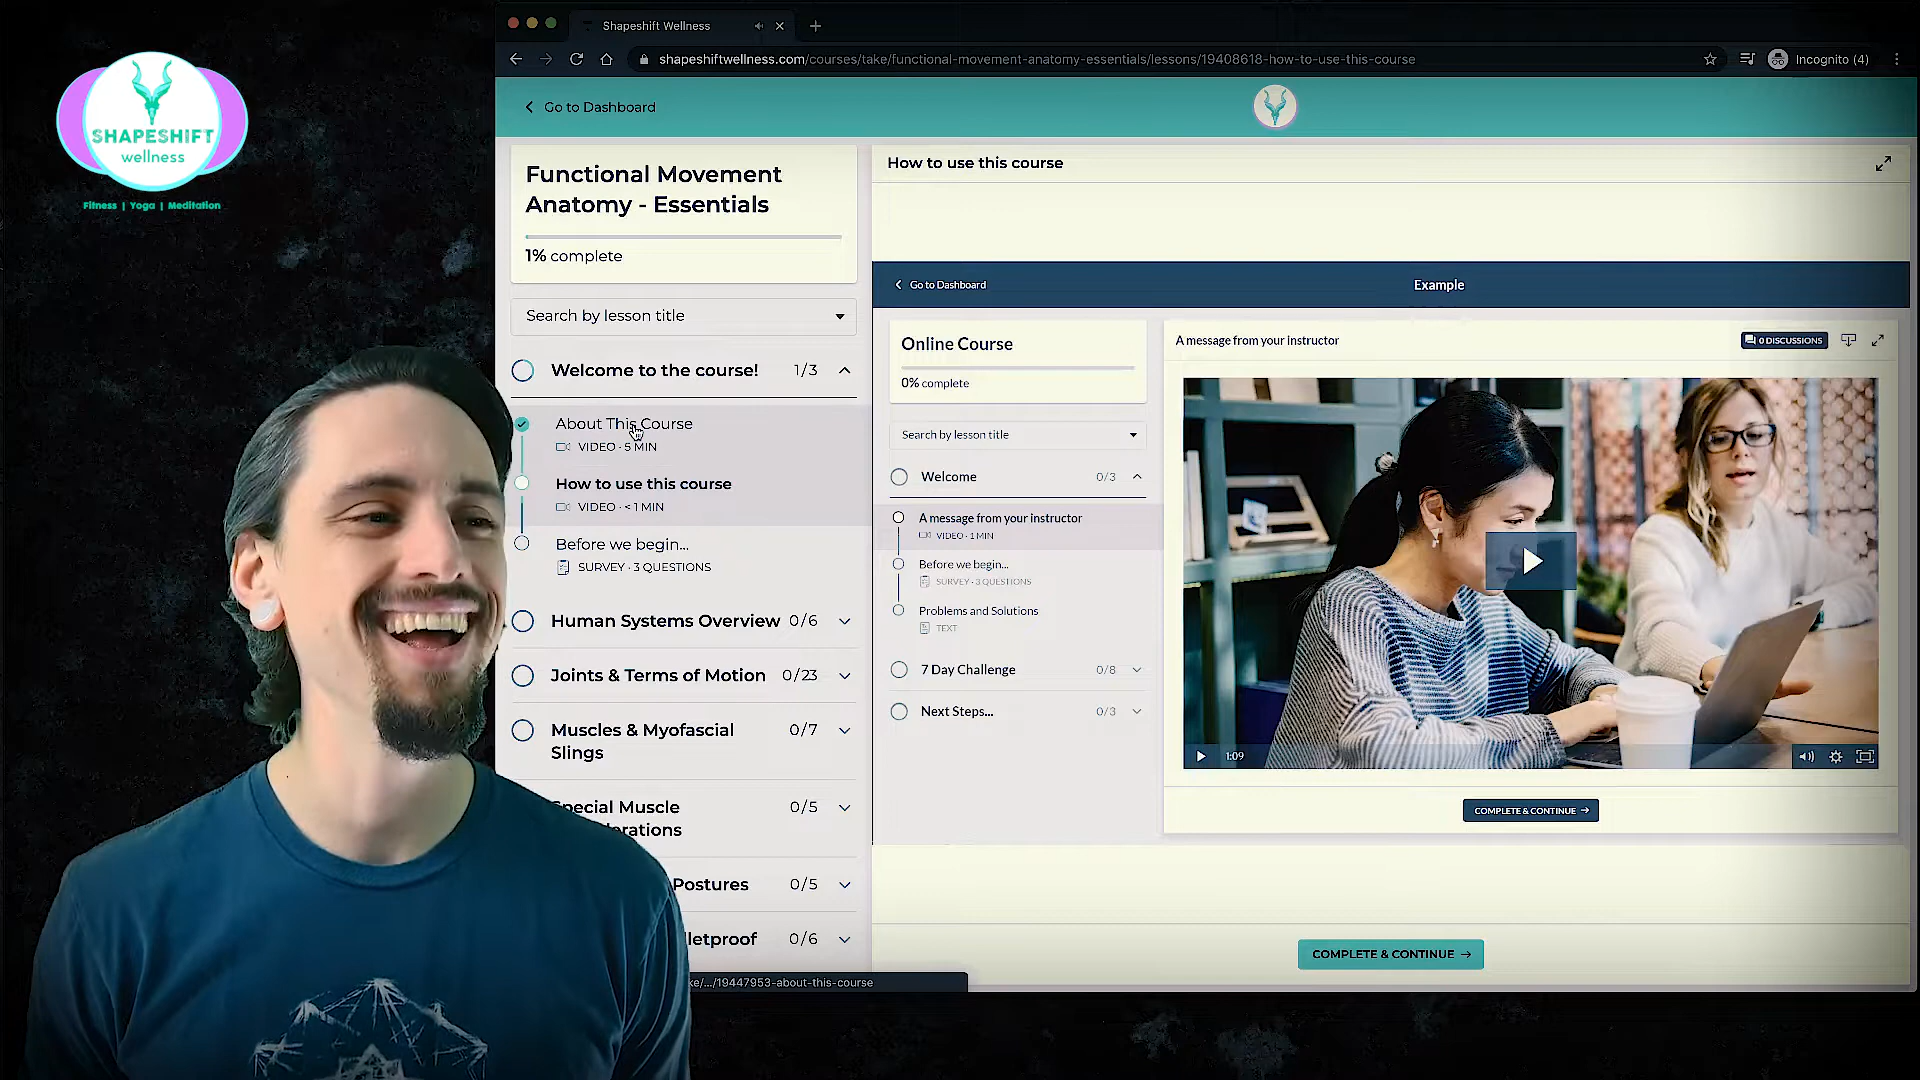 SHAPESHIFT
wellness
Fitness | Yoga | Meditation
Shapeshift Wellness
shapeshiftwellness.com/courses/take/functional-movement-anatomy-essentials/lessons/19408618-how-to-use-this-course
Incognito (4)
Go to Dashboard
Functional Movement
Anatomy - Essentials
1% complete
Search by lesson title
Welcome to the course! 1/3
About This Course
VIDEO · 5 MIN
How to use this course
VIDEO · < 1 MIN
Before we begin...
SURVEY · 3 QUESTIONS
Human Systems Overview 0/6
Joints & Terms of Motion 0/23
Muscles & Myofascial 0/7
Slings
Special Muscle 0/5
Postures 0/5
0/6
/19447953-about-this-course
How to use this course
Go to Dashboard
Example
Online Course
0% complete
Search by lesson title
Welcome 0/3
A message from your instructor
VIDEO · 1 MIN
Before we begin...
SURVEY · 3 QUESTIONS
Problems and Solutions
TEXT
7 Day Challenge 0/8
Next Steps... 0/3
A message from your instructor
0 DISCUSSIONS
1:09
COMPLETE & CONTINUE →
COMPLETE & CONTINUE →